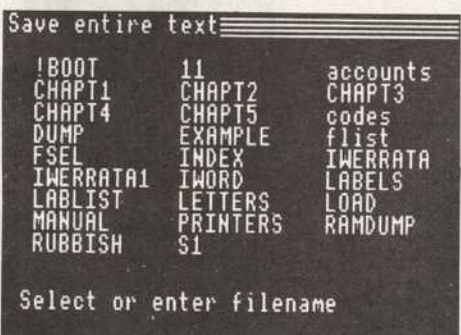 Save entire text
!BOOT 11 accounts
CHAPT1 CHAPT2 CHAPT3
CHAPT4 CHAPT5 codes
DUMP EXAMPLE flist
FSEL INDEX IWERRATA
IWERRATA1 IWORD LABELS
LABLIST LETTERS LOAD
MANUAL PRINTERS RAMDUMP
RUBBISH S1
Select or enter filename